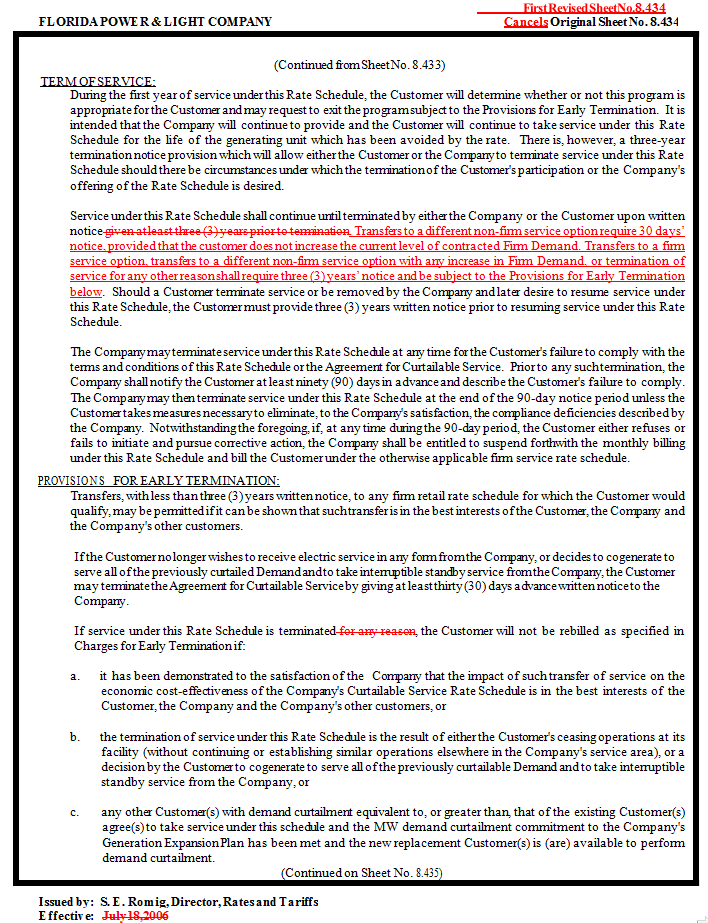 First Revised Sheet No. 8.434
FLORIDA POWER & LIGHT COMPANY
Cancels Original Sheet No. 8.434
(Continued from Sheet No. 8.433)
TERM OF SERVICE:
During the first year of service under this Rate Schedule, the Customer will determine whether or not this program is
appropriate for the Customer and may request to exit the program subject to the Provisions for Early Termination. It is
intended that the Company will continue to provide and the Customer will continue to take service under this Rate
Schedule for the life of the generating unit which has been avoided by the rate. There is, however, a three-year
termination notice provision which will allow either the Customer or the Company to terminate service under this Rate
Schedule should there be circumstances under which the termination of the Customer's participation or the Company's
offering of the Rate Schedule is desired.
Service under this Rate Schedule shall continue until terminated by either the Company or the Customer upon written
notice given at least three (3) years prior to termination. Transfers to a different non-firm service option require 30 days'
notice, provided that the customer does not increase the current level of contracted Firm Demand. Transfers to a firm
service option, transfers to a different non-firm service option with any increase in Firm Demand, or termination of
service for any other reason shall require three (3) years' notice and be subject to the Provisions for Early Termination
below. Should a Customer terminate service or be removed by the Company and later desire to resume service under
this Rate Schedule, the Customer must provide three (3) years written notice prior to resuming service under this Rate
Schedule.
The Company may terminate service under this Rate Schedule at any time for the Customer's failure to comply with the
terms and conditions of this Rate Schedule or the Agreement for Curtailable Service. Prior to any such termination, the
Company shall notify the Customer at least ninety (90) days in advance and describe the Customer's failure to comply.
The Company may then terminate service under this Rate Schedule at the end of the 90-day notice period unless the
Customer takes measures necessary to eliminate, to the Company's satisfaction, the compliance deficiencies described by
the Company. Notwithstanding the foregoing, if, at any time during the 90-day period, the Customer either refuses or
fails to initiate and pursue corrective action, the Company shall be entitled to suspend forthwith the monthly billing
under this Rate Schedule and bill the Customer under the otherwise applicable firm service rate schedule.
PROVISIONS FOR EARLY TERMINATION:
Transfers, with less than three (3) years written notice, to any firm retail rate schedule for which the Customer would
qualify, may be permitted if it can be shown that such transfer is in the best interests of the Customer, the Company and
the Company's other customers.
If the Customer no longer wishes to receive electric service in any form from the Company, or decides to cogenerate to
serve all of the previously curtailed Demand and to take interruptible standby service from the Company, the Customer
may terminate the Agreement for Curtailable Service by giving at least thirty (30) days advance written notice to the
Company.
If service under this Rate Schedule is terminated for any reason, the Customer will not be rebilled as specified in
Charges for Early Termination if:
a. it has been demonstrated to the satisfaction of the Company that the impact of such transfer of service on the
economic cost-effectiveness of the Company's Curtailable Service Rate Schedule is in the best interests of the
Customer, the Company and the Company's other customers, or
b. the termination of service under this Rate Schedule is the result of either the Customer's ceasing operations at its
facility (without continuing or establishing similar operations elsewhere in the Company's service area), or a
decision by the Customer to cogenerate to serve all of the previously curtailable Demand and to take interruptible
standby service from the Company, or
c. any other Customer(s) with demand curtailment equivalent to, or greater than, that of the existing Customer(s)
agree(s) to take service under this schedule and the MW demand curtailment commitment to the Company's
Generation Expansion Plan has been met and the new replacement Customer(s) is (are) available to perform
demand curtailment.
(Continued on Sheet No. 8.435)
Issued by: S. E. Romig, Director, Rates and Tariffs
Effective: July 18, 2006